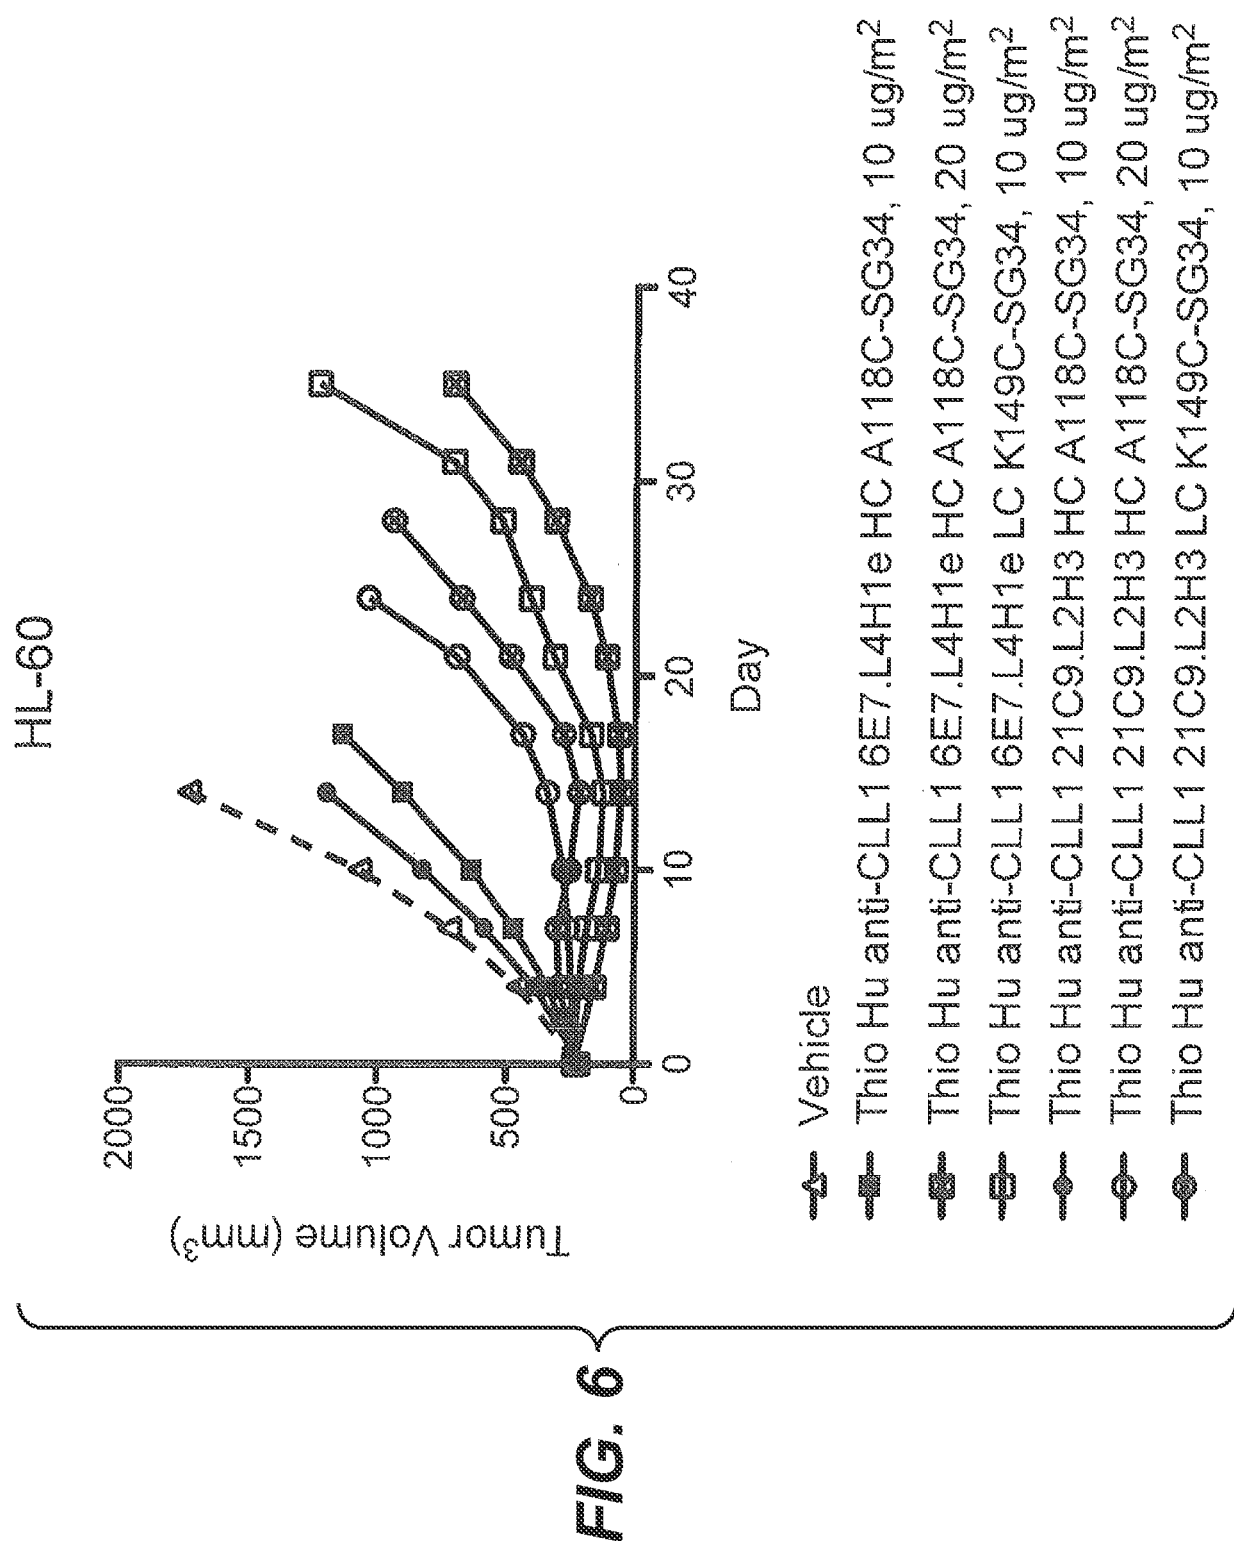 HL-60
Tumor Volume (mm³)
2000
1500
1000
500
0
0
10
20
30
40
Day
Vehicle
Thio Hu anti-CLL1 6E7.L4H1e HC A118C-SG34, 10 ug/m²
Thio Hu anti-CLL1 6E7.L4H1e HC A118C-SG34, 20 ug/m²
Thio Hu anti-CLL1 6E7.L4H1e LC K149C-SG34, 10 ug/m²
Thio Hu anti-CLL1 21C9.L2H3 HC A118C-SG34, 10 ug/m²
Thio Hu anti-CLL1 21C9.L2H3 HC A118C-SG34, 20 ug/m²
Thio Hu anti-CLL1 21C9.L2H3 LC K149C-SG34, 10 ug/m²
FIG. 6